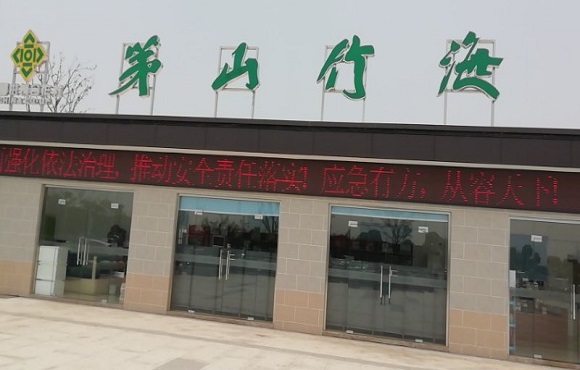 茅山竹海
强化依法治理，推动安全责任落实！应急有方，从容天下！